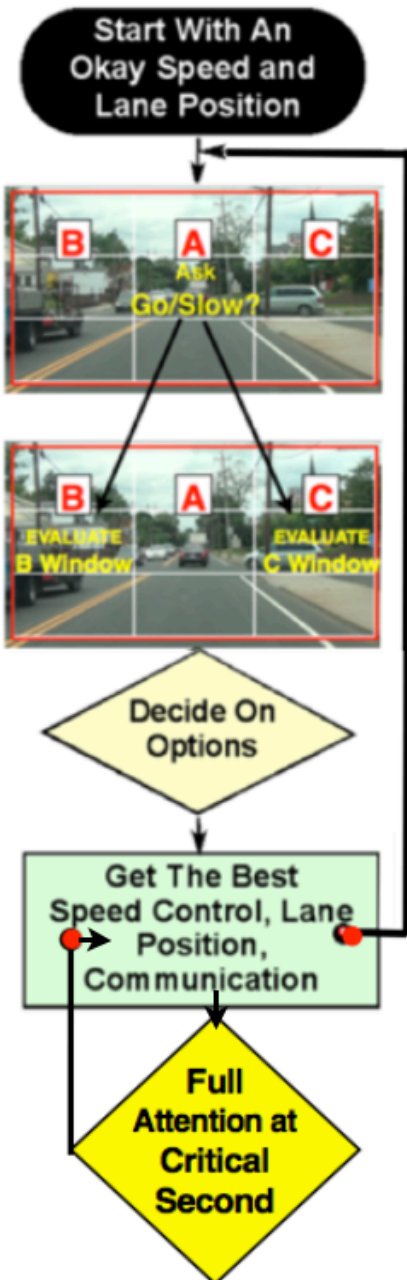 Start With An
Okay Speed and
Lane Position
B
A
C
Ask
Go/Slow?
B
A
C
EVALUATE
B Window
EVALUATE
C Window
Decide On
Options
Get The Best
Speed Control, Lane
Position,
Communication
Full
Attention at
Critical
Second